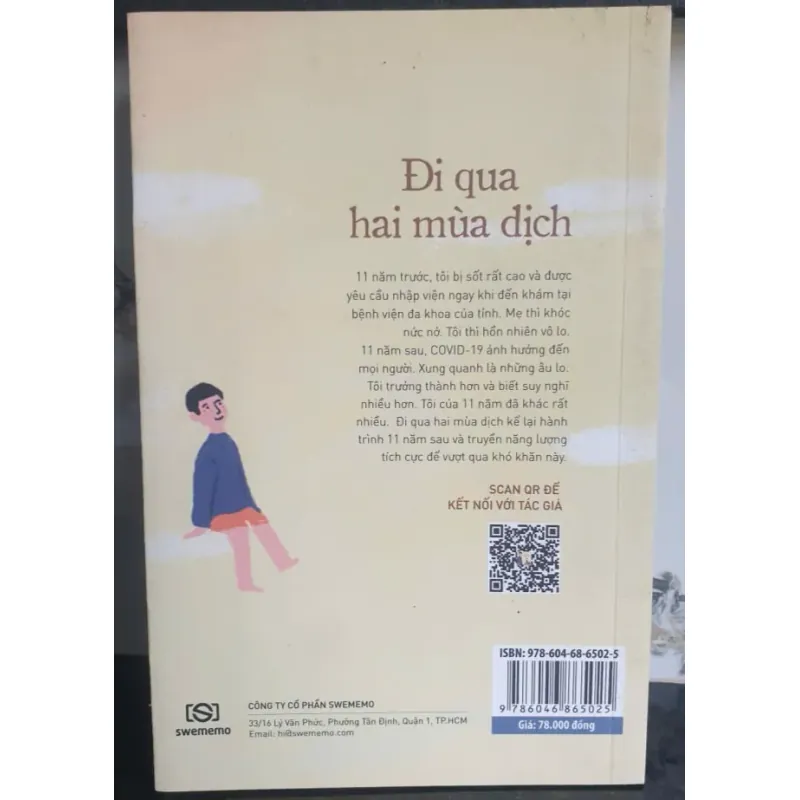 Đi qua
hai mùa dịch
11 năm trước, tôi bị sốt rất cao và được
yêu cầu nhập viện ngay khi đến khám tại
bệnh viện đa khoa của tỉnh. Mẹ thì khóc
nức nở. Tôi thì hồn nhiên vô lo.
11 năm sau, COVID-19 ảnh hưởng đến
mọi người. Xung quanh là những âu lo.
Tôi trưởng thành hơn và biết suy nghĩ
nhiều hơn. Tôi của 11 năm đã khác rất
nhiều. Đi qua hai mùa dịch kể lại hành
trình 11 năm sau và truyền năng lượng
tích cực để vượt qua khó khăn này.
SCAN QR ĐỂ
KẾT NỐI VỚI TÁC GIẢ
ISBN: 978-604-68-6502-5
9 786046 865025
Giá: 78.000 đồng
swememo
CÔNG TY CỔ PHẦN SWEMEMO
33/16 Lý Văn Phức, Phường Tân Định, Quận 1, TP.HCM
Email: hi@swememo.com